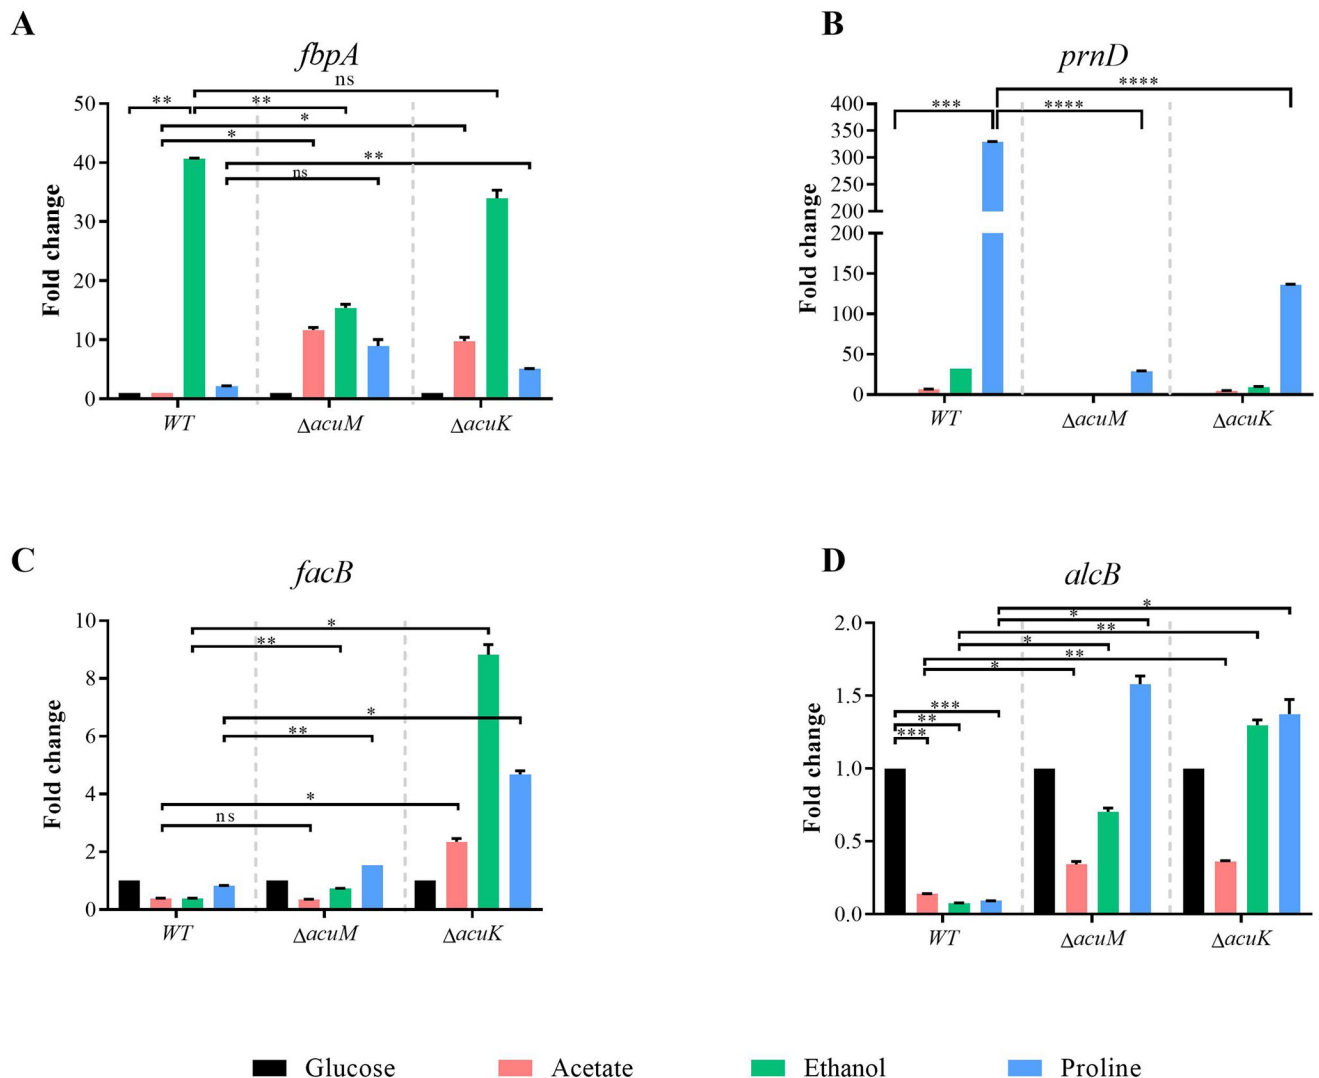 A
fbpA
Fold change
50
40
30
20
10
0
ns
**
**
*
*
**
ns
WT
ΔacuM
ΔacuK
B
prnD
Fold change
400
350
300
250
200
200
150
100
50
0
****
***
****
WT
ΔacuM
ΔacuK
C
facB
Fold change
10
8
6
4
2
0
*
**
*
**
*
ns
WT
ΔacuM
ΔacuK
D
alcB
Fold change
2.0
1.5
1.0
0.5
0.0
*
*
**
*
**
*
***
**
***
WT
ΔacuM
ΔacuK
Glucose
Acetate
Ethanol
Proline